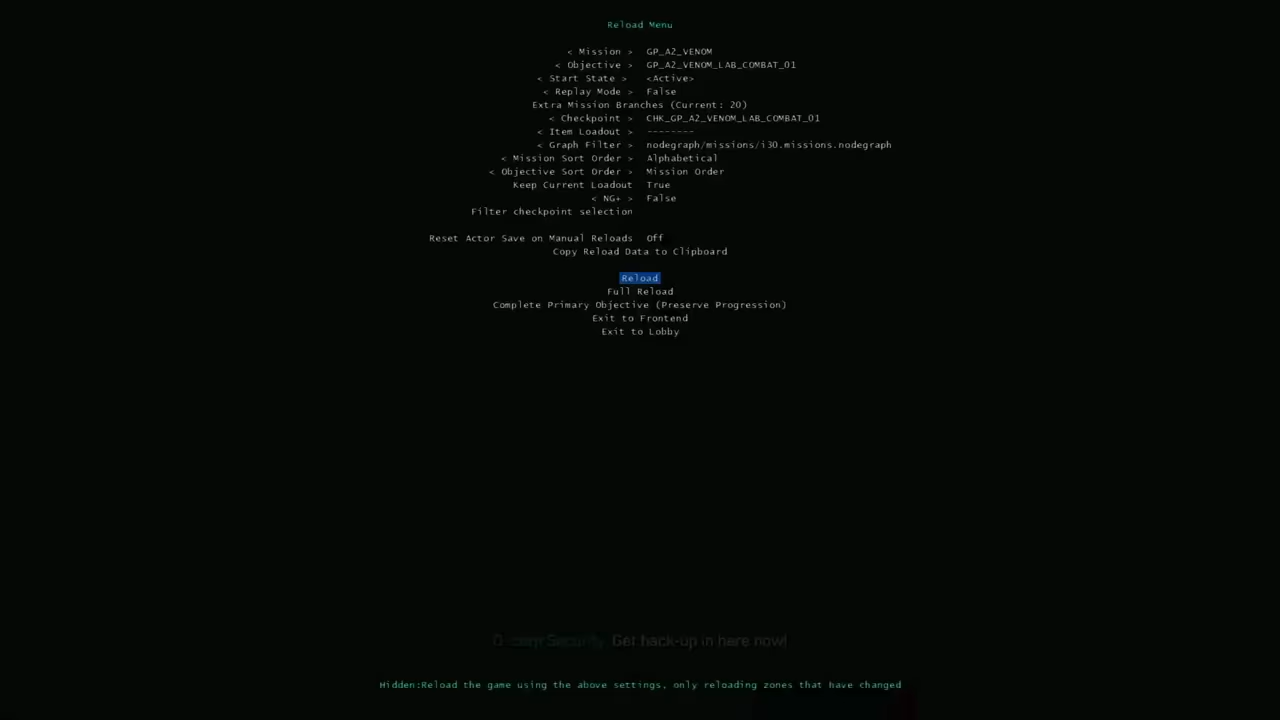 Reload Menu
< Mission > GP_A2_VENOM
< Objective > GP_A2_VENOM_LAB_COMBAT_01
< Start State > <Active>
< Replay Mode > False
Extra Mission Branches (Current: 20)
< Checkpoint > CHK_GP_A2_VENOM_LAB_COMBAT_01
< Item Loadout > --------
< Graph Filter > nodegraph/missions/i30.missions.nodegraph
< Mission Sort Order > Alphabetical
< Objective Sort Order > Mission Order
Keep Current Loadout True
< NG+ > False
Filter checkpoint selection
Reset Actor Save on Manual Reloads Off
Copy Reload Data to Clipboard
Reload
Full Reload
Complete Primary Objective (Preserve Progression)
Exit to Frontend
Exit to Lobby
Security: Get back-up in here now!
Hidden:Reload the game using the above settings, only reloading zones that have changed